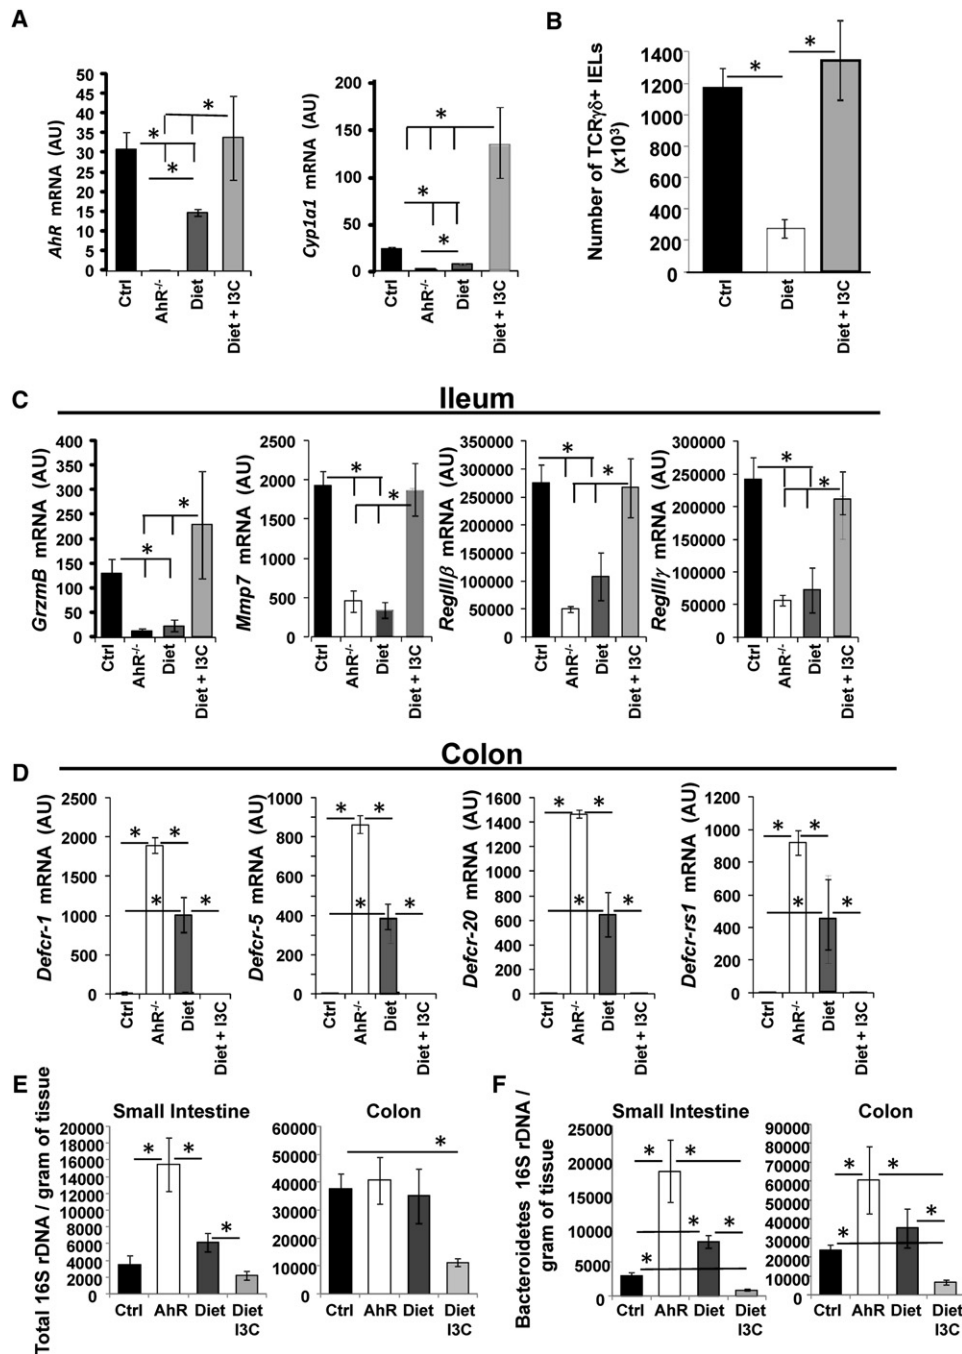 A
AhR mRNA (AU)
50
45
40
35
30
25
20
15
10
5
0
*
*
*
Ctrl
AhR-/-
Diet
Diet + I3C
Cyp1a1 mRNA (AU)
200
150
100
50
0
*
*
*
Ctrl
AhR-/-
Diet
Diet + I3C
B
Number of TCRγδ+ IELs
(x10³)
1400
1200
1000
800
600
400
200
0
*
*
Ctrl
Diet
Diet + I3C
C
Ileum
GrzmB mRNA (AU)
400
350
300
250
200
150
100
50
0
*
*
Ctrl
AhR-/-
Diet
Diet + I3C
Mmp7 mRNA (AU)
2500
2000
1500
1000
500
0
*
*
Ctrl
AhR-/-
Diet
Diet + I3C
RegIIIβ mRNA (AU)
350000
300000
250000
200000
150000
100000
50000
0
*
*
Ctrl
AhR-/-
Diet
Diet + I3C
RegIIIγ mRNA (AU)
300000
250000
200000
150000
100000
50000
0
*
*
Ctrl
AhR-/-
Diet
Diet + I3C
D
Colon
Defcr-1 mRNA (AU)
2500
2000
1500
1000
500
0
* *
* *
Ctrl
AhR-/-
Diet
Diet + I3C
Defcr-5 mRNA (AU)
1000
800
600
400
200
0
* *
* *
Ctrl
AhR-/-
Diet
Diet + I3C
Defcr-20 mRNA (AU)
1600
1400
1200
1000
800
600
400
200
0
* *
* *
Ctrl
AhR-/-
Diet
Diet + I3C
Defcr-rs1 mRNA (AU)
1200
1000
800
600
400
200
0
* *
* *
Ctrl
AhR-/-
Diet
Diet + I3C
E
Total 16S rDNA / gram of tissue
Small Intestine
20000
18000
16000
14000
12000
10000
8000
6000
4000
2000
0
* *
*
Ctrl AhR Diet Diet
I3C
Colon
60000
50000
40000
30000
20000
10000
0
*
Ctrl AhR Diet Diet
I3C
F
Bacteroidetes 16S rDNA /
gram of tissue
Small Intestine
25000
20000
15000
10000
5000
0
* *
* *
*
Ctrl AhR Diet Diet
I3C
Colon
90000
80000
70000
60000
50000
40000
30000
20000
10000
0
* *
*
*
Ctrl AhR Diet Diet
I3C